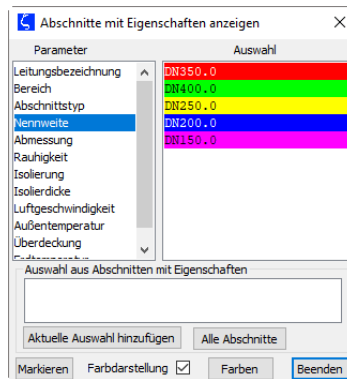 Abschnitte mit Eigenschaften anzeigen
Parameter
Auswahl
Leitungsbezeichnung
Bereich
Abschnittstyp
Nennweite
Abmessung
Rauhigkeit
Isolierung
Isolierdicke
Luftgeschwindigkeit
Außentemperatur
Überdeckung
DN350.0
DN400.0
DN250.0
DN200.0
DN150.0
Auswahl aus Abschnitten mit Eigenschaften
Aktuelle Auswahl hinzufügen
Alle Abschnitte
Markieren
Farbdarstellung
Farben
Beenden